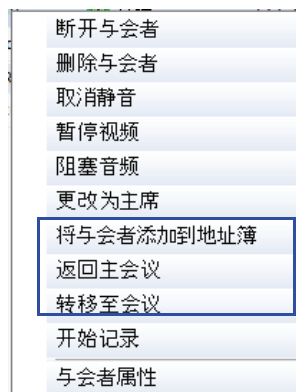 断开与会者
删除与会者
取消静音
暂停视频
阻塞音频
更改为主席
将与会者添加到地址簿
返回主会议
转移至会议
开始记录
与会者属性